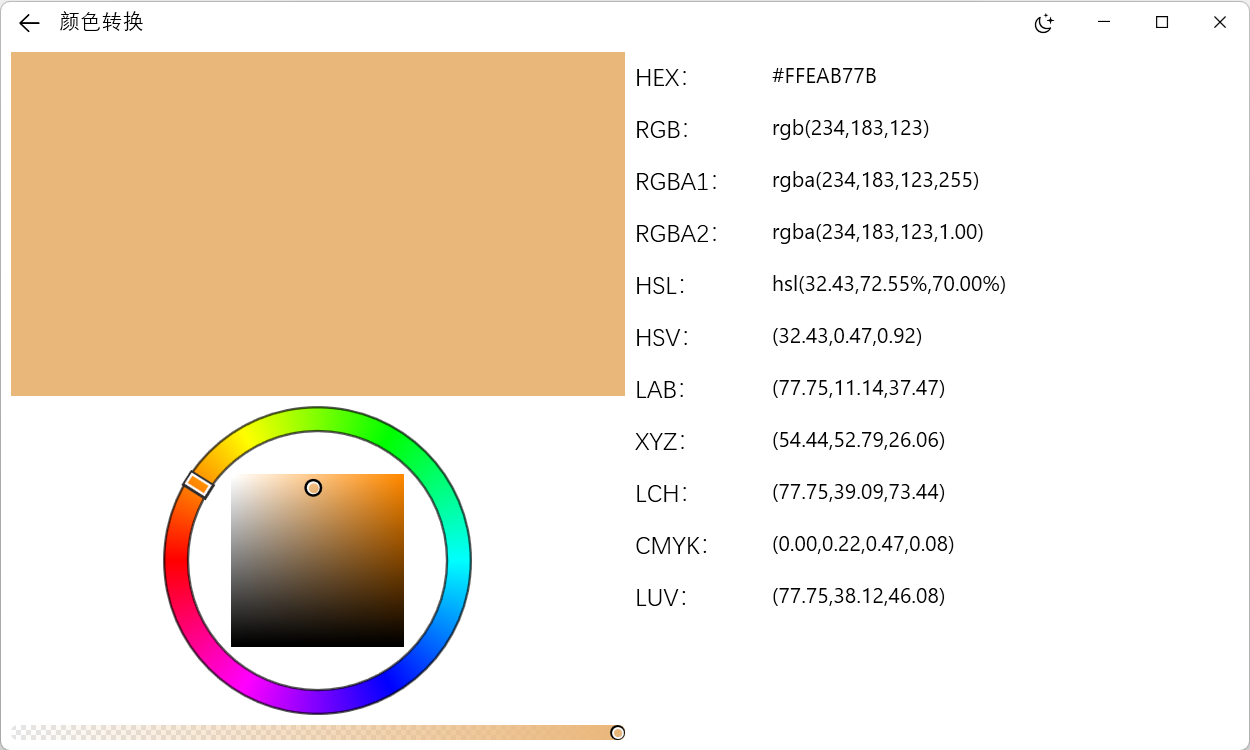 颜色转换
HEX： #FFEAB77B
RGB： rgb(234,183,123)
RGBA1： rgba(234,183,123,255)
RGBA2： rgba(234,183,123,1.00)
HSL： hsl(32.43,72.55%,70.00%)
HSV： (32.43,0.47,0.92)
LAB： (77.75,11.14,37.47)
XYZ： (54.44,52.79,26.06)
LCH： (77.75,39.09,73.44)
CMYK： (0.00,0.22,0.47,0.08)
LUV： (77.75,38.12,46.08)